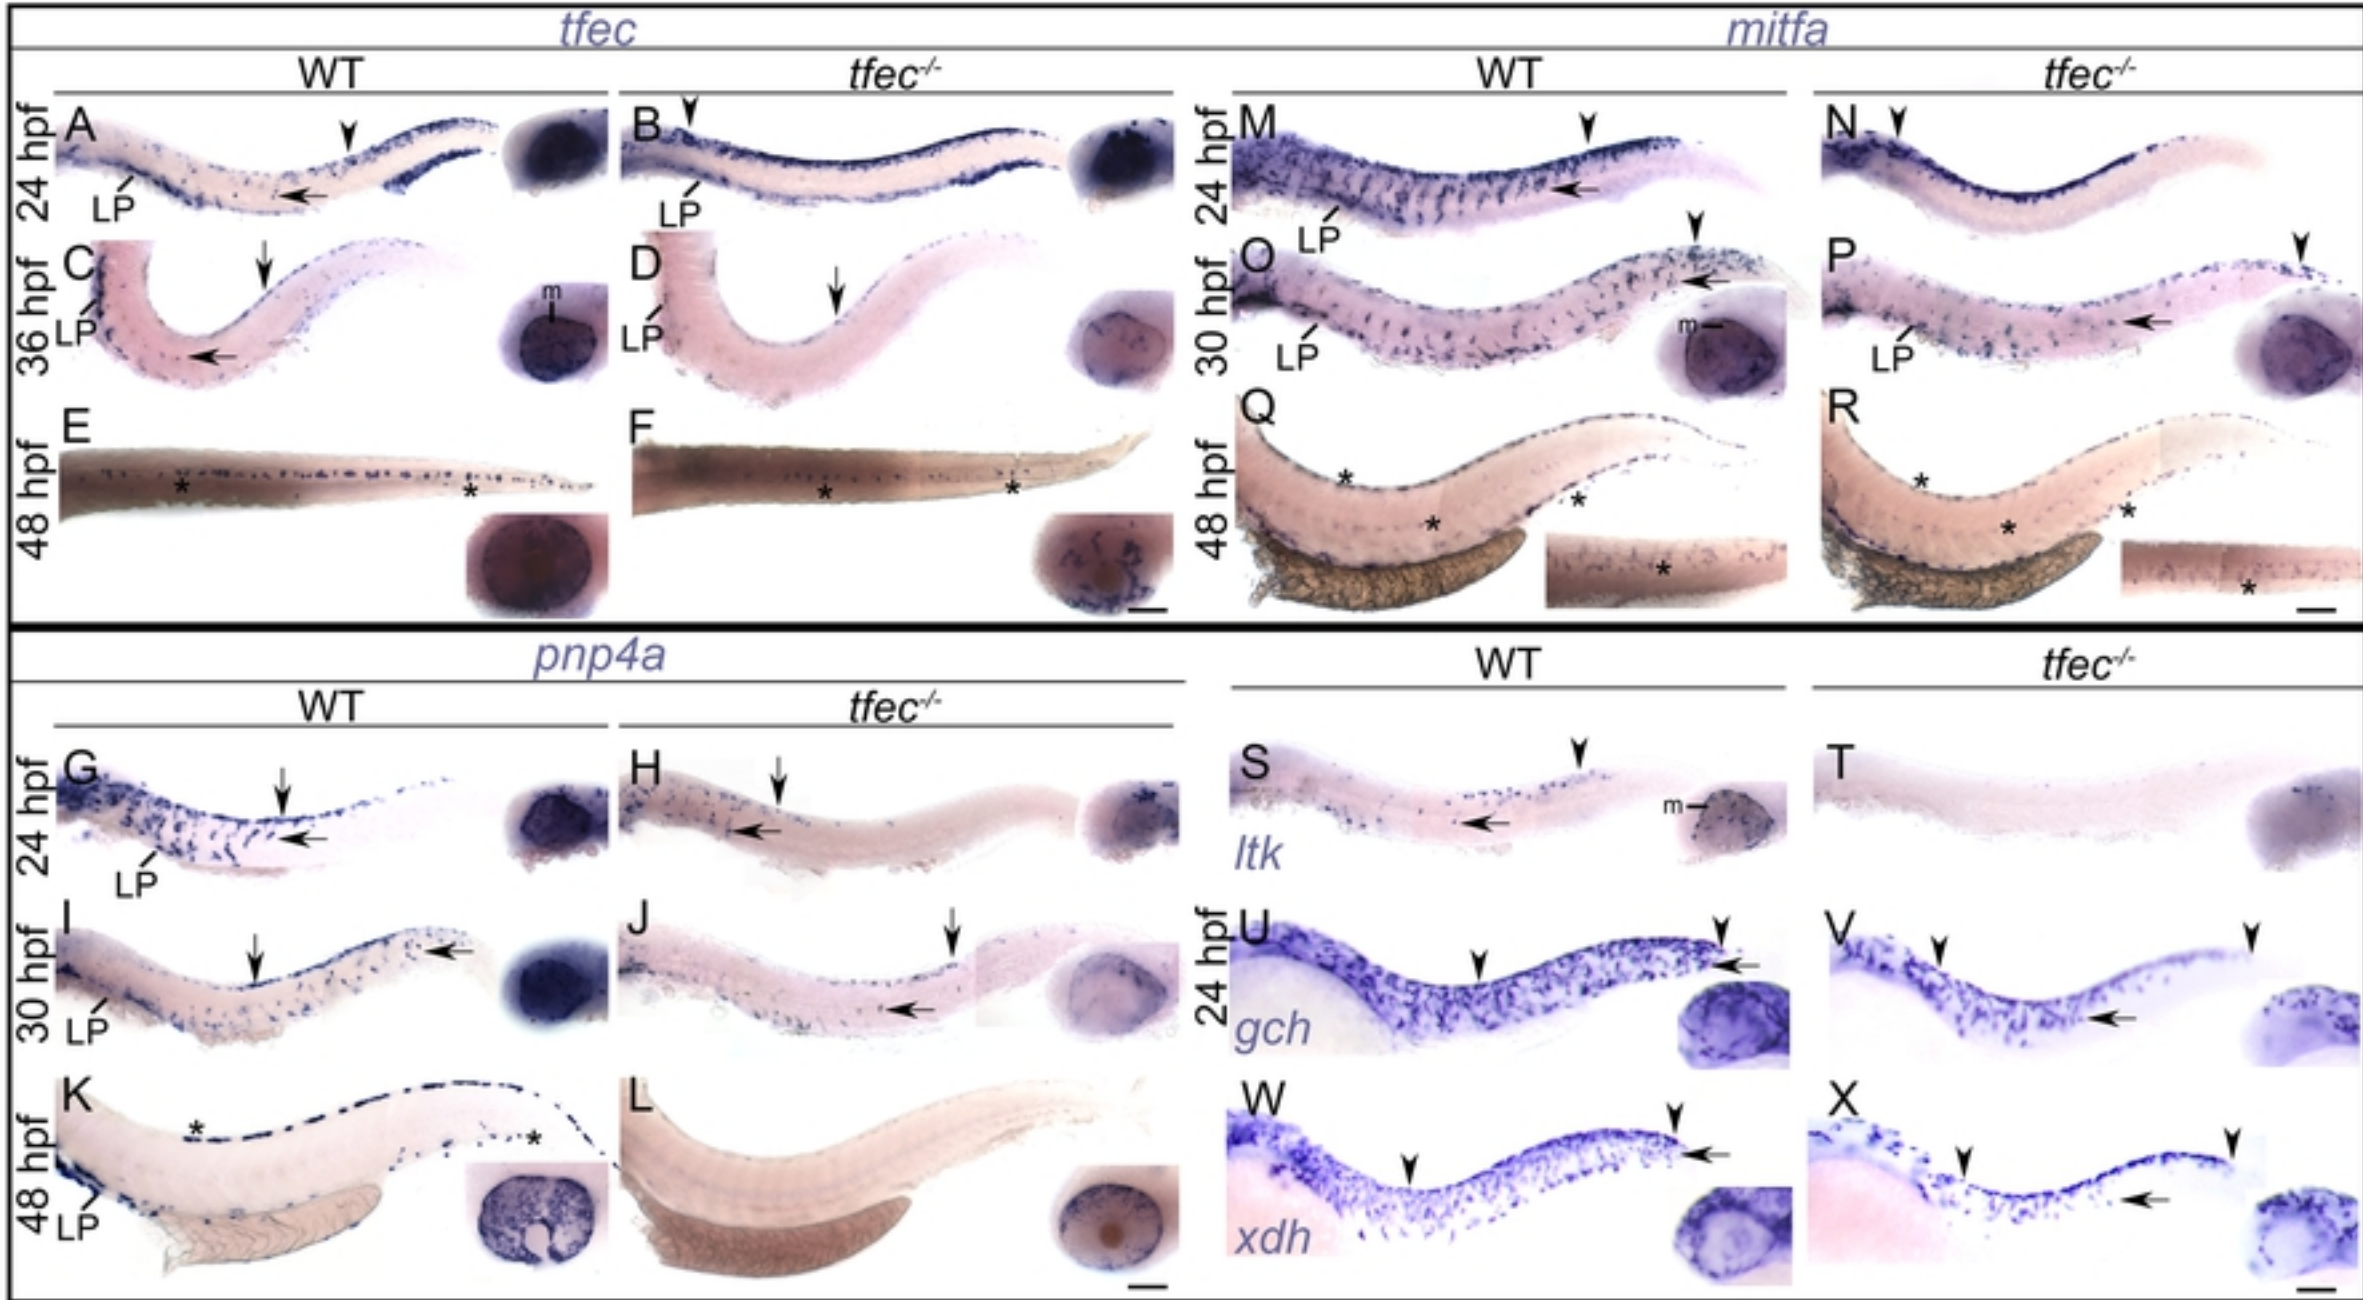 tfec
mitfa
WT
tfec-/-
WT
tfec-/-
24 hpf
A
LP
B
LP
M
LP
N
36 hpf
C
LP
m
D
LP
30 hpf
O
LP
m
P
LP
48 hpf
E
*
*
F
*
*
48 hpf
Q
*
*
*
*
R
*
*
*
*
pnp4a
WT
tfec-/-
WT
tfec-/-
24 hpf
G
LP
H
S
m
ltk
T
30 hpf
I
LP
J
24 hpf
U
gch
V
48 hpf
K
*
*
LP
L
W
xdh
X